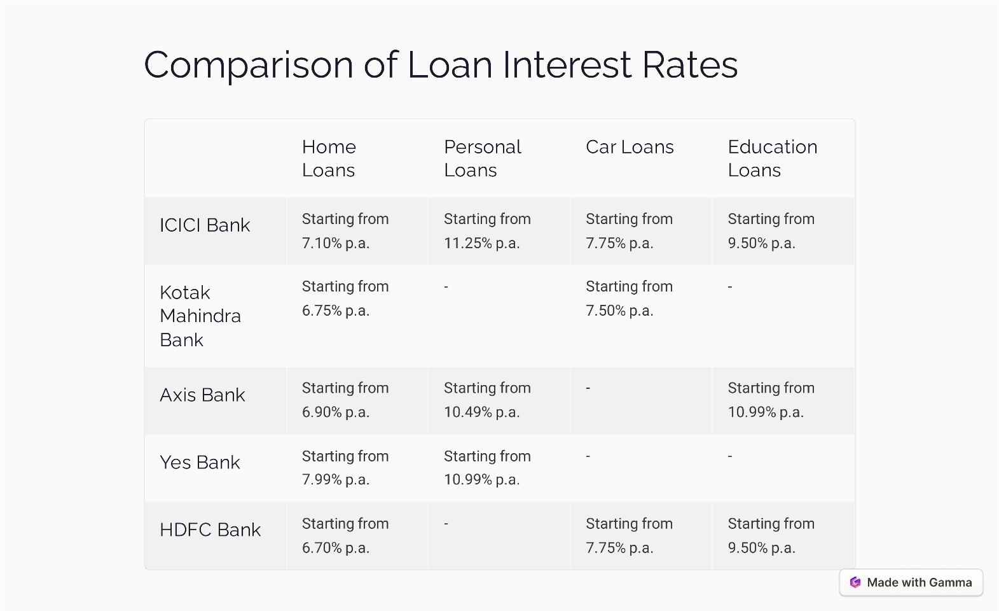 Comparison of Loan Interest Rates
Home
Loans
Personal
Loans
Car Loans
Education
Loans
ICICI Bank
Starting from
7.10% p.a.
Starting from
11.25% p.a.
Starting from
7.75% p.a.
Starting from
9.50% p.a.
Kotak
Mahindra
Bank
Starting from
6.75% p.a.
-
Starting from
7.50% p.a.
-
Axis Bank
Starting from
6.90% p.a.
Starting from
10.49% p.a.
-
Starting from
10.99% p.a.
Yes Bank
Starting from
7.99% p.a.
Starting from
10.99% p.a.
-
-
HDFC Bank
Starting from
6.70% p.a.
-
Starting from
7.75% p.a.
Starting from
9.50% p.a.
Made with Gamma